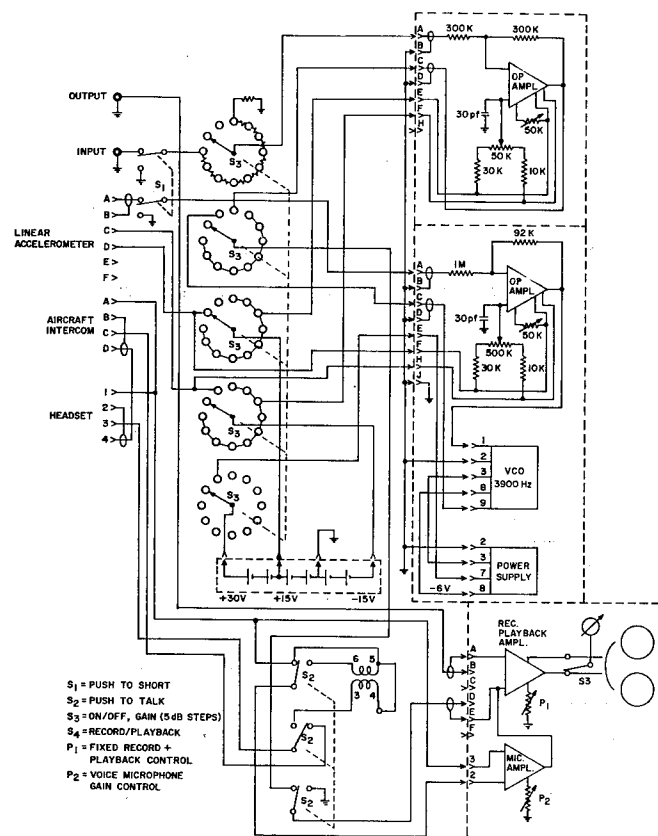 OUTPUT
INPUT
S1
A
B
LINEAR
ACCELEROMETER
C
D
E
F
AIRCRAFT
INTERCOM
A
B
C
D
HEADSET
1
2
3
4
S3
S3
S3
S3
S3
+30V
+15V
-15V
A
B
C
D
E
F
H
300K
300K
OP
AMPL.
30pf
50K
50K
30K
10K
A
B
C
D
E
F
H
J
92K
1M
OP
AMPL.
30pf
50K
500K
30K
10K
1
2
3
8
9
VCO
3900 Hz
2
3
7
8
-6V
POWER
SUPPLY
S2
6 5
3 4
S2
S2
REC.
PLAYBACK
AMPL.
A
B
C
D
E
F
S3
P1
3
2
MIC.
AMPL.
P2
S1 = PUSH TO SHORT
S2 = PUSH TO TALK
S3 = ON/OFF, GAIN (5dB STEPS)
S4 = RECORD/PLAYBACK
P1 = FIXED RECORD +
PLAYBACK CONTROL
P2 = VOICE MICROPHONE
GAIN CONTROL